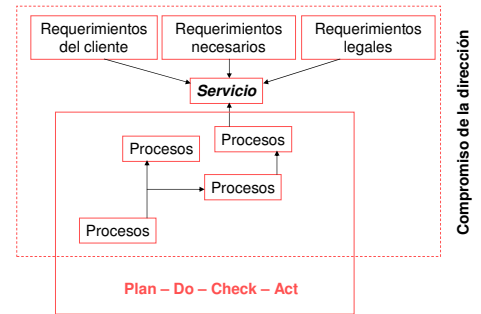 Requerimientos
del cliente
Requerimientos
necesarios
Requerimientos
legales
Servicio
Procesos
Procesos
Procesos
Procesos
Plan – Do – Check – Act
Compromiso de la dirección